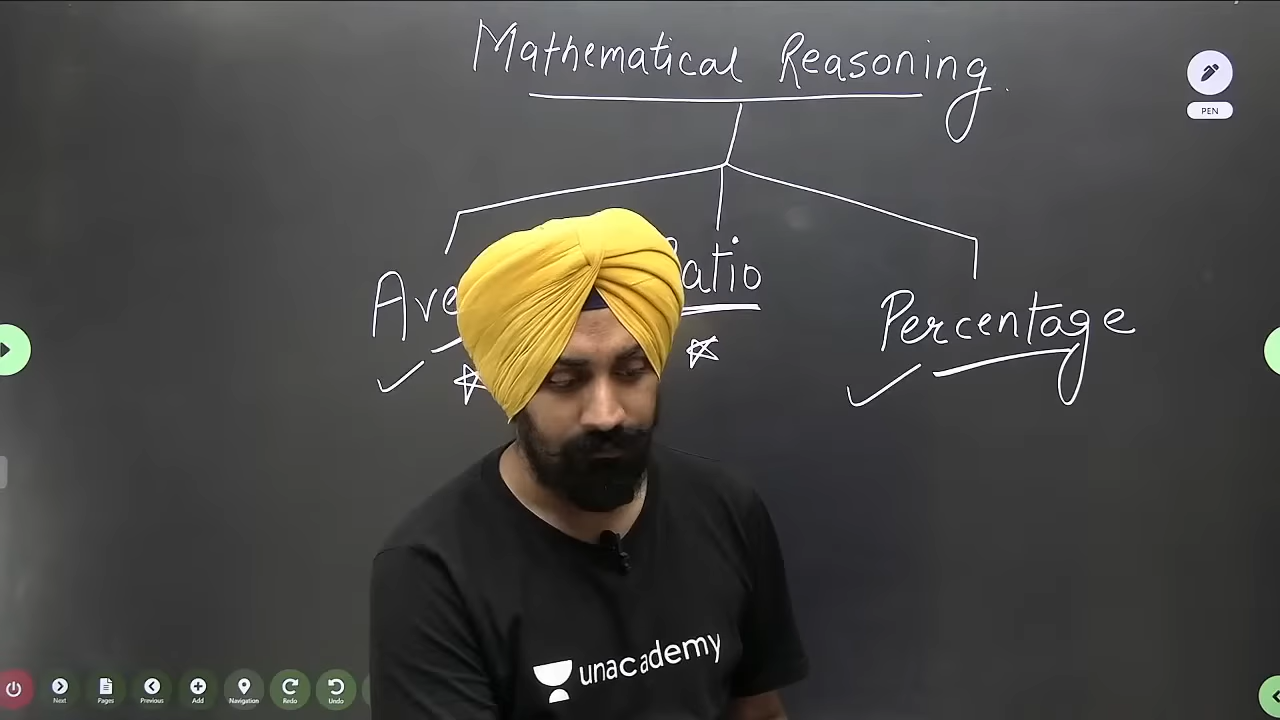 Mathematical Reasoning
PEN
Ratio
Percentage
unacademy
Next
Pages
Previous
Add
Navigation
Redo
Undo